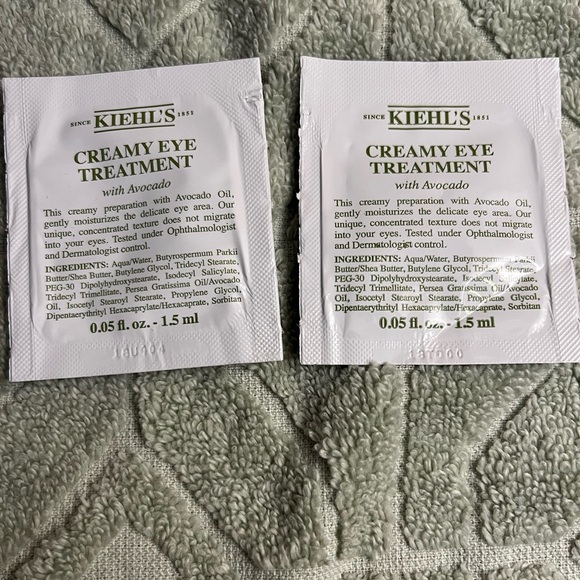 SINCE KIEHL'S 1851
CREAMY EYE
TREATMENT
with Avocado
This creamy preparation with Avocado Oil,
gently moisturizes the delicate eye area. Our
unique, concentrated texture does not migrate
into your eyes. Tested under Ophthalmologist
and Dermatologist control.
INGREDIENTS: Aqua/Water, Butyrospermum Parkii
Butter/Shea Butter, Butylene Glycol, Tridecyl Stearate,
PEG-30 Dipolyhydroxystearate, Isodecyl Salicylate,
Tridecyl Trimellitate, Persea Gratissima Oil/Avocado
Oil, Isocetyl Stearoyl Stearate, Propylene Glycol,
Dipentaerythrityl Hexacaprylate/Hexacaprate, Sorbitan
0.05 fl. oz. - 1.5 ml
SINCE KIEHL'S 1851
CREAMY EYE
TREATMENT
with Avocado
This creamy preparation with Avocado Oil,
gently moisturizes the delicate eye area. Our
unique, concentrated texture does not migrate
into your eyes. Tested under Ophthalmologist
and Dermatologist control.
INGREDIENTS: Aqua/Water, Butyrospermum Parkii
Butter/Shea Butter, Butylene Glycol, Tridecyl Stearate,
PEG-30 Dipolyhydroxystearate, Isodecyl Salicylate,
Tridecyl Trimellitate, Persea Gratissima Oil/Avocado
Oil, Isocetyl Stearoyl Stearate, Propylene Glycol,
Dipentaerythrityl Hexacaprylate/Hexacaprate, Sorbitan
0.05 fl. oz. - 1.5 ml